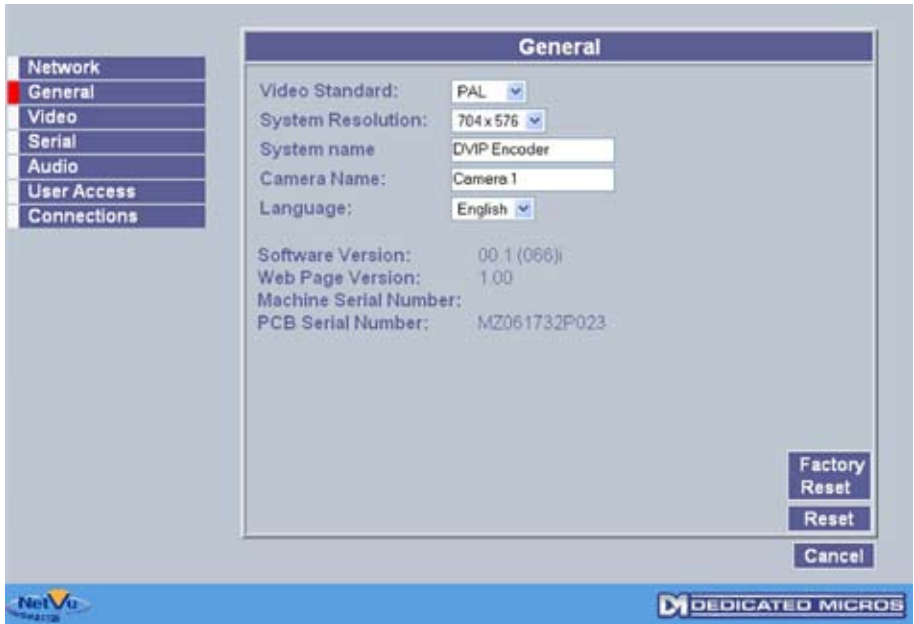 General
Network
General
Video
Serial
Audio
User Access
Connections
Video Standard: PAL
System Resolution: 704 x 576
System name DVIP Encoder
Camera Name: Camera 1
Language: English
Software Version: 00.1 (066)i
Web Page Version: 1.00
Machine Serial Number:
PCB Serial Number: MZ061732P023
Factory
Reset
Reset
Cancel
NetVu
DEDICATED MICROS